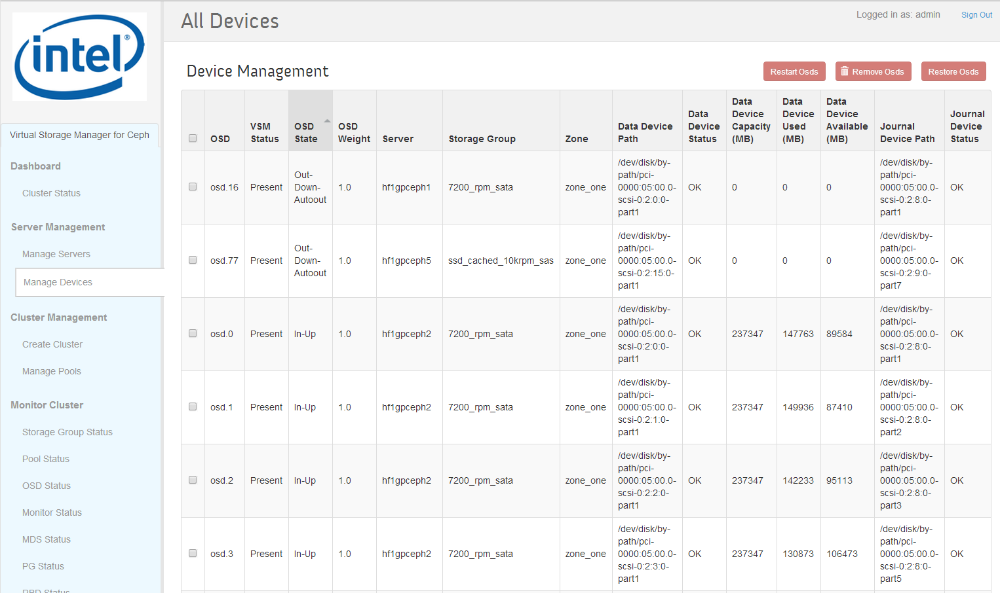 intel®
All Devices
Logged in as: admin
Sign Out
Virtual Storage Manager for Ceph
Dashboard
Cluster Status
Server Management
Manage Servers
Manage Devices
Cluster Management
Create Cluster
Manage Pools
Monitor Cluster
Storage Group Status
Pool Status
OSD Status
Monitor Status
MDS Status
PG Status
RBD Status
Device Management
Restart Osds
Remove Osds
Restore Osds
OSD
VSM
Status
OSD
State
OSD
Weight
Server
Storage Group
Zone
Data Device
Path
Data
Device
Status
Data
Device
Capacity
(MB)
Data
Device
Used
(MB)
Data
Device
Available
(MB)
Journal
Device Path
Journal
Device
Status
osd.16
Present
Out-
Down-
Autoout
1.0
hf1gpceph1
7200_rpm_sata
zone_one
/dev/disk/by-
path/pci-
0000:05:00.0-
scsi-0:2:0:0-
part1
OK
0
0
0
/dev/disk/by-
path/pci-
0000:05:00.0-
scsi-0:2:8:0-
part1
OK
osd.77
Present
Out-
Down-
Autoout
1.0
hf1gpceph5
ssd_cached_10krpm_sas
zone_one
/dev/disk/by-
path/pci-
0000:05:00.0-
scsi-0:2:15:0-
part1
OK
0
0
0
/dev/disk/by-
path/pci-
0000:05:00.0-
scsi-0:2:9:0-
part7
OK
osd.0
Present
In-Up
1.0
hf1gpceph2
7200_rpm_sata
zone_one
/dev/disk/by-
path/pci-
0000:05:00.0-
scsi-0:2:0:0-
part1
OK
237347
147763
89584
/dev/disk/by-
path/pci-
0000:05:00.0-
scsi-0:2:8:0-
part1
OK
osd.1
Present
In-Up
1.0
hf1gpceph2
7200_rpm_sata
zone_one
/dev/disk/by-
path/pci-
0000:05:00.0-
scsi-0:2:1:0-
part1
OK
237347
149936
87410
/dev/disk/by-
path/pci-
0000:05:00.0-
scsi-0:2:8:0-
part2
OK
osd.2
Present
In-Up
1.0
hf1gpceph2
7200_rpm_sata
zone_one
/dev/disk/by-
path/pci-
0000:05:00.0-
scsi-0:2:2:0-
part1
OK
237347
142233
95113
/dev/disk/by-
path/pci-
0000:05:00.0-
scsi-0:2:8:0-
part3
OK
osd.3
Present
In-Up
1.0
hf1gpceph2
7200_rpm_sata
zone_one
/dev/disk/by-
path/pci-
0000:05:00.0-
scsi-0:2:3:0-
part1
OK
237347
130873
106473
/dev/disk/by-
path/pci-
0000:05:00.0-
scsi-0:2:8:0-
part5
OK